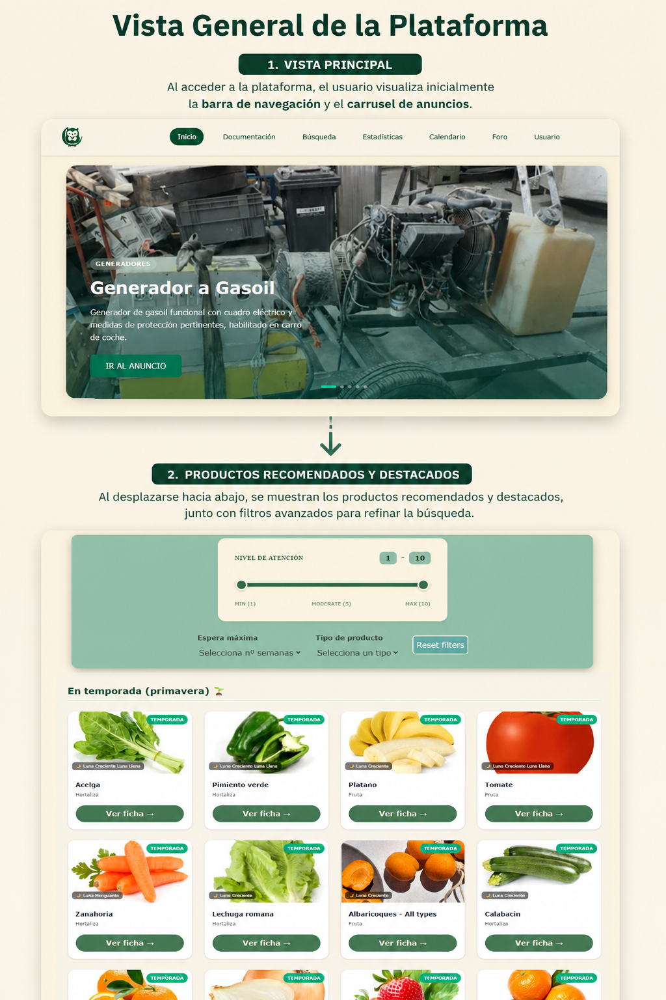 Vista General de la Plataforma
1. VISTA PRINCIPAL
Al acceder a la plataforma, el usuario visualiza inicialmente
la barra de navegación y el carrusel de anuncios.
Inicio Documentación Búsqueda Estadísticas Calendario Foro Usuario
GENERADORES
Generador a Gasoil
Generador de gasoil funcional con cuadro eléctrico y
medidas de protección pertinentes, habilitado en carro
de coche.
IR AL ANUNCIO
2. PRODUCTOS RECOMENDADOS Y DESTACADOS
Al desplazarse hacia abajo, se muestran los productos recomendados y destacados,
junto con filtros avanzados para refinar la búsqueda.
NIVEL DE ATENCIÓN 1 - 10
MIN (1) MODERATE (5) MAX (10)
Espera máxima Tipo de producto
Selecciona nº semanas Selecciona un tipo Reset filters
En temporada (primavera)
TEMPORADA TEMPORADA TEMPORADA TEMPORADA
Luna Creciente Luna Llena Luna Creciente Luna Llena Luna Creciente Luna Creciente Luna Llena
Acelga Pimiento verde Platano Tomate
Hortaliza Hortaliza Fruta Fruta
Ver ficha → Ver ficha → Ver ficha → Ver ficha →
TEMPORADA TEMPORADA TEMPORADA TEMPORADA
Luna Menguante Luna Creciente Luna Creciente Luna Creciente
Zanahoria Lechuga romana Albaricoques - All types Calabacin
Hortaliza Hortaliza Fruta Hortaliza
Ver ficha → Ver ficha → Ver ficha → Ver ficha →
TEMPORADA TEMPORADA TEMPORADA TEMPORADA